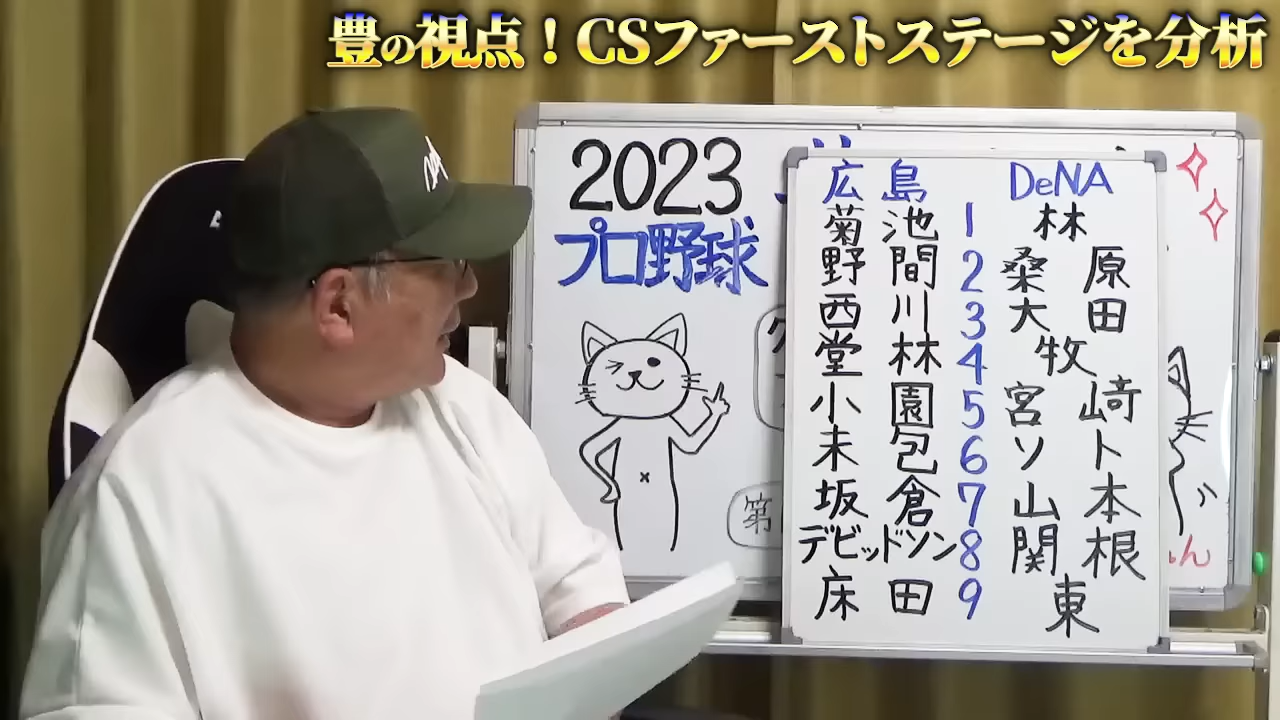 豊の視点！CSファーストステージを分析
2023
プロ野球
第
広島 DeNA
菊池 1 林
野間 2 桑原
西川 3 大田
堂林 4 牧
小園 5 宮﨑
末包 6 ソト
坂倉 7 山本
デビッドソン 8 関根
床田 9 東
ん